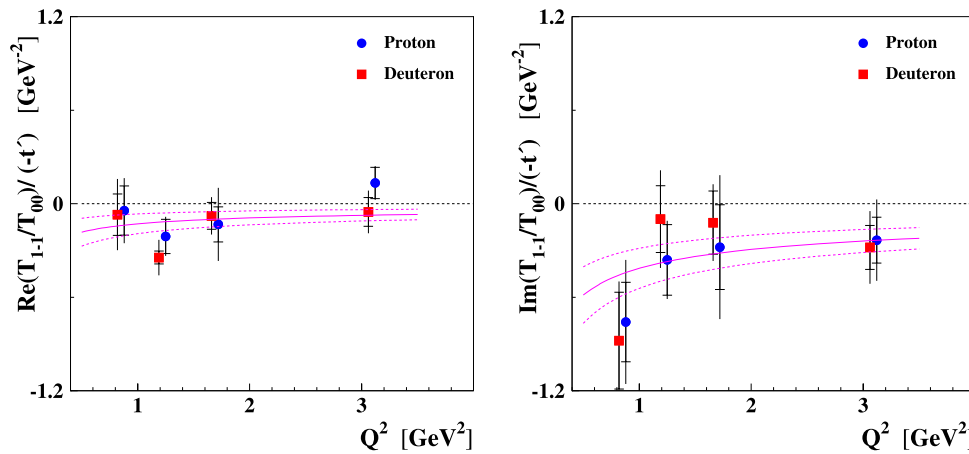 Re(T₁₋₁/T₀₀)/(-t´) [GeV⁻²]
1.2
0
-1.2
Proton
Deuteron
1 2 3
Q² [GeV²]
Im(T₁₋₁/T₀₀)/(-t´) [GeV⁻²]
1.2
0
-1.2
Proton
Deuteron
1 2 3
Q² [GeV²]